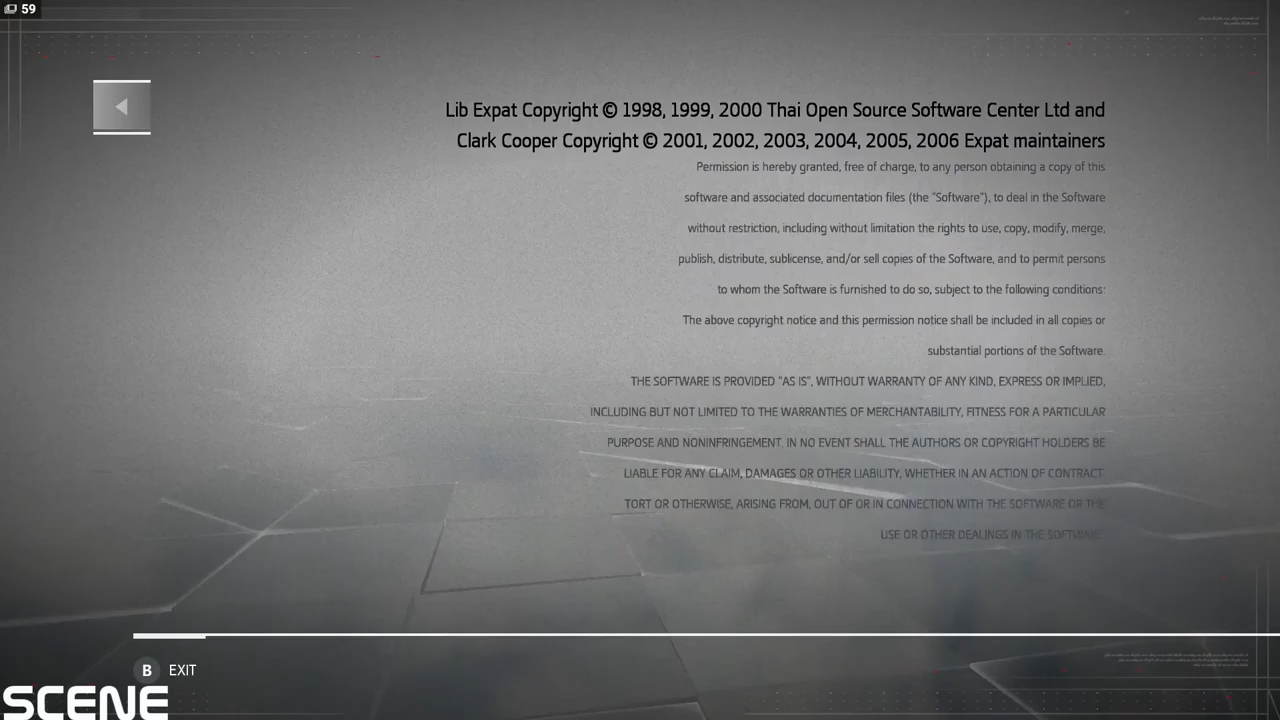 59
Lib Expat Copyright © 1998, 1999, 2000 Thai Open Source Software Center Ltd and
Clark Cooper Copyright © 2001, 2002, 2003, 2004, 2005, 2006 Expat maintainers
Permission is hereby granted, free of charge, to any person obtaining a copy of this
software and associated documentation files (the "Software"), to deal in the Software
without restriction, including without limitation the rights to use, copy, modify, merge,
publish, distribute, sublicense, and/or sell copies of the Software, and to permit persons
to whom the Software is furnished to do so, subject to the following conditions:
The above copyright notice and this permission notice shall be included in all copies or
substantial portions of the Software.
THE SOFTWARE IS PROVIDED "AS IS", WITHOUT WARRANTY OF ANY KIND, EXPRESS OR IMPLIED,
INCLUDING BUT NOT LIMITED TO THE WARRANTIES OF MERCHANTABILITY, FITNESS FOR A PARTICULAR
PURPOSE AND NONINFRINGEMENT. IN NO EVENT SHALL THE AUTHORS OR COPYRIGHT HOLDERS BE
LIABLE FOR ANY CLAIM, DAMAGES OR OTHER LIABILITY, WHETHER IN AN ACTION OF CONTRACT,
TORT OR OTHERWISE, ARISING FROM, OUT OF OR IN CONNECTION WITH THE SOFTWARE OR THE
USE OR OTHER DEALINGS IN THE SOFTWARE.
B EXIT
SCENE